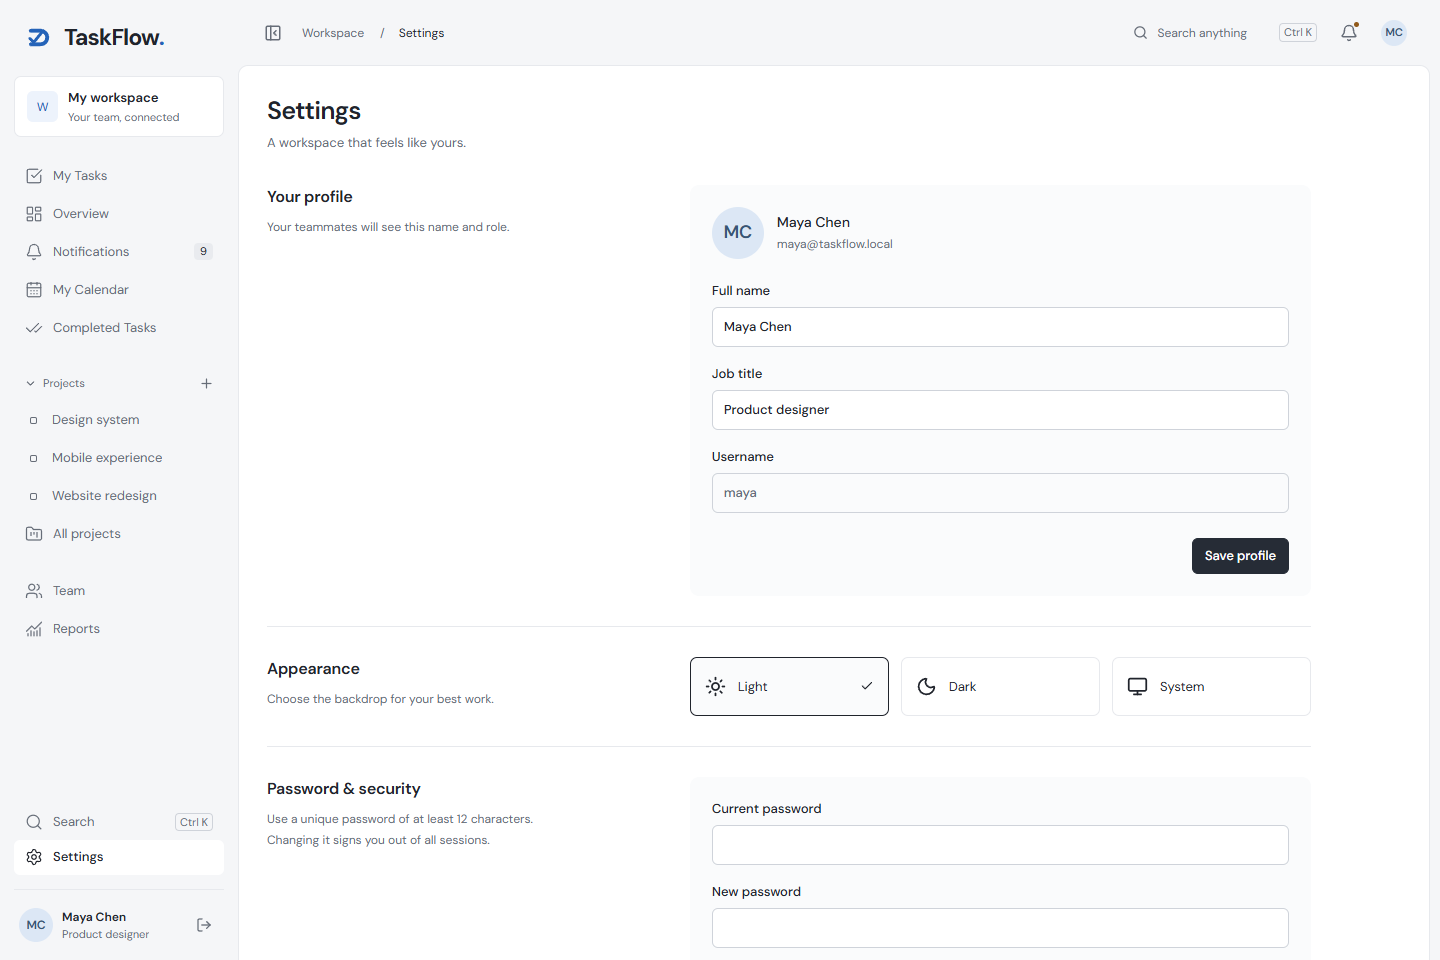 TaskFlow.
W
My workspace
Your team, connected
My Tasks
Overview
Notifications
9
My Calendar
Completed Tasks
Projects
Design system
Mobile experience
Website redesign
All projects
Team
Reports
Search
Ctrl K
Settings
MC
Maya Chen
Product designer
Workspace / Settings
Search anything
Ctrl K
MC
Settings
A workspace that feels like yours.
Your profile
Your teammates will see this name and role.
MC
Maya Chen
maya@taskflow.local
Full name
Maya Chen
Job title
Product designer
Username
maya
Save profile
Appearance
Choose the backdrop for your best work.
Light
Dark
System
Password & security
Use a unique password of at least 12 characters.
Changing it signs you out of all sessions.
Current password
New password